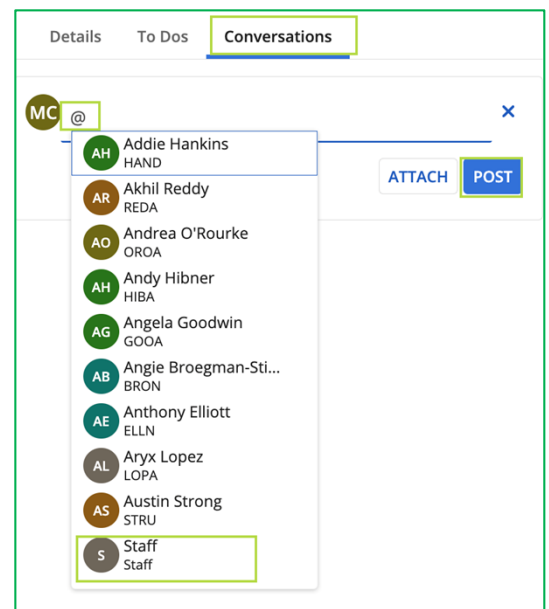 Details To Dos Conversations
MC @ ×
AH Addie Hankins
HAND
ATTACH POST
AR Akhil Reddy
REDA
AO Andrea O'Rourke
OROA
AH Andy Hibner
HIBA
AG Angela Goodwin
GOOA
AB Angie Broegman-Sti...
BRON
AE Anthony Elliott
ELLN
AL Aryx Lopez
LOPA
AS Austin Strong
STRU
S Staff
Staff